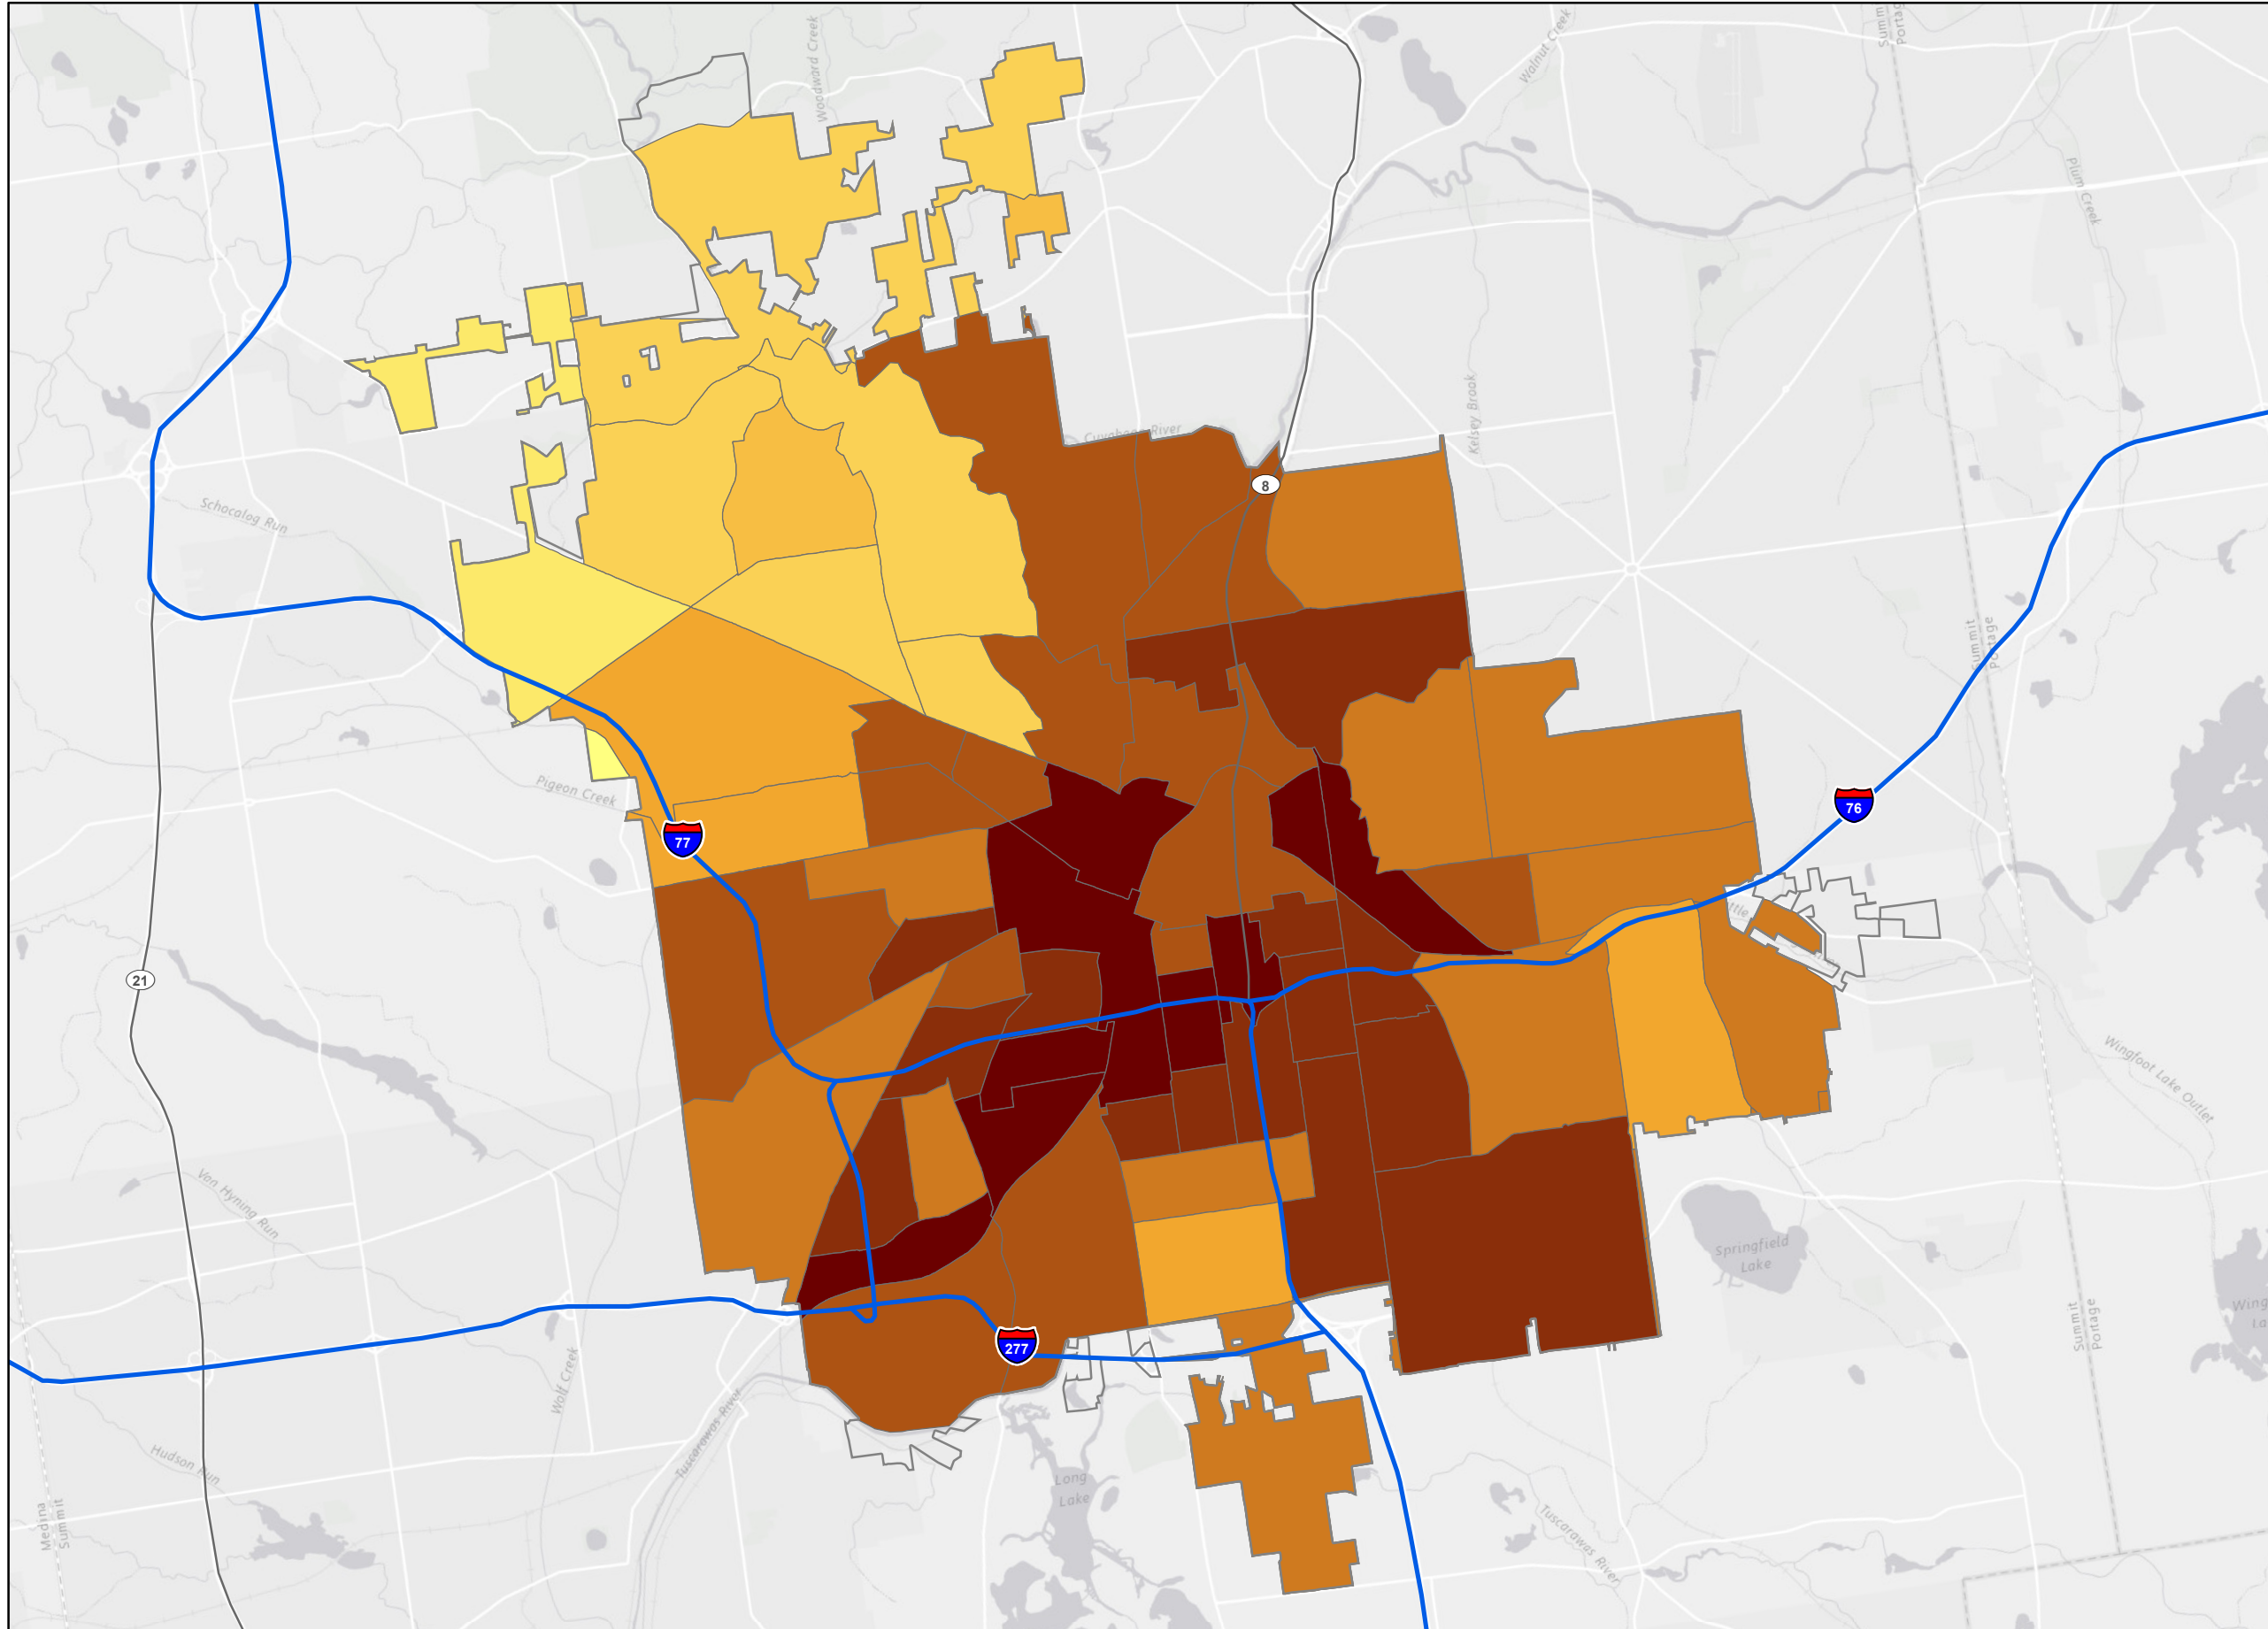 Summit
Portage
Woodward Creek
Walnut Creek
Plum Creek
Kelsey Brook
Cuyahoga River
8
Schocalog Run
Summit
Portage
Pigeon Creek
77
76
Little
21
Wingfoot Lake Outlet
Van Hyning Run
Springfield
Lake
Wolf Creek
277
Summit
Portage
Tuscarawas River
Hudson Run
Long
Lake
Medina
Summit
Tuscarawas River